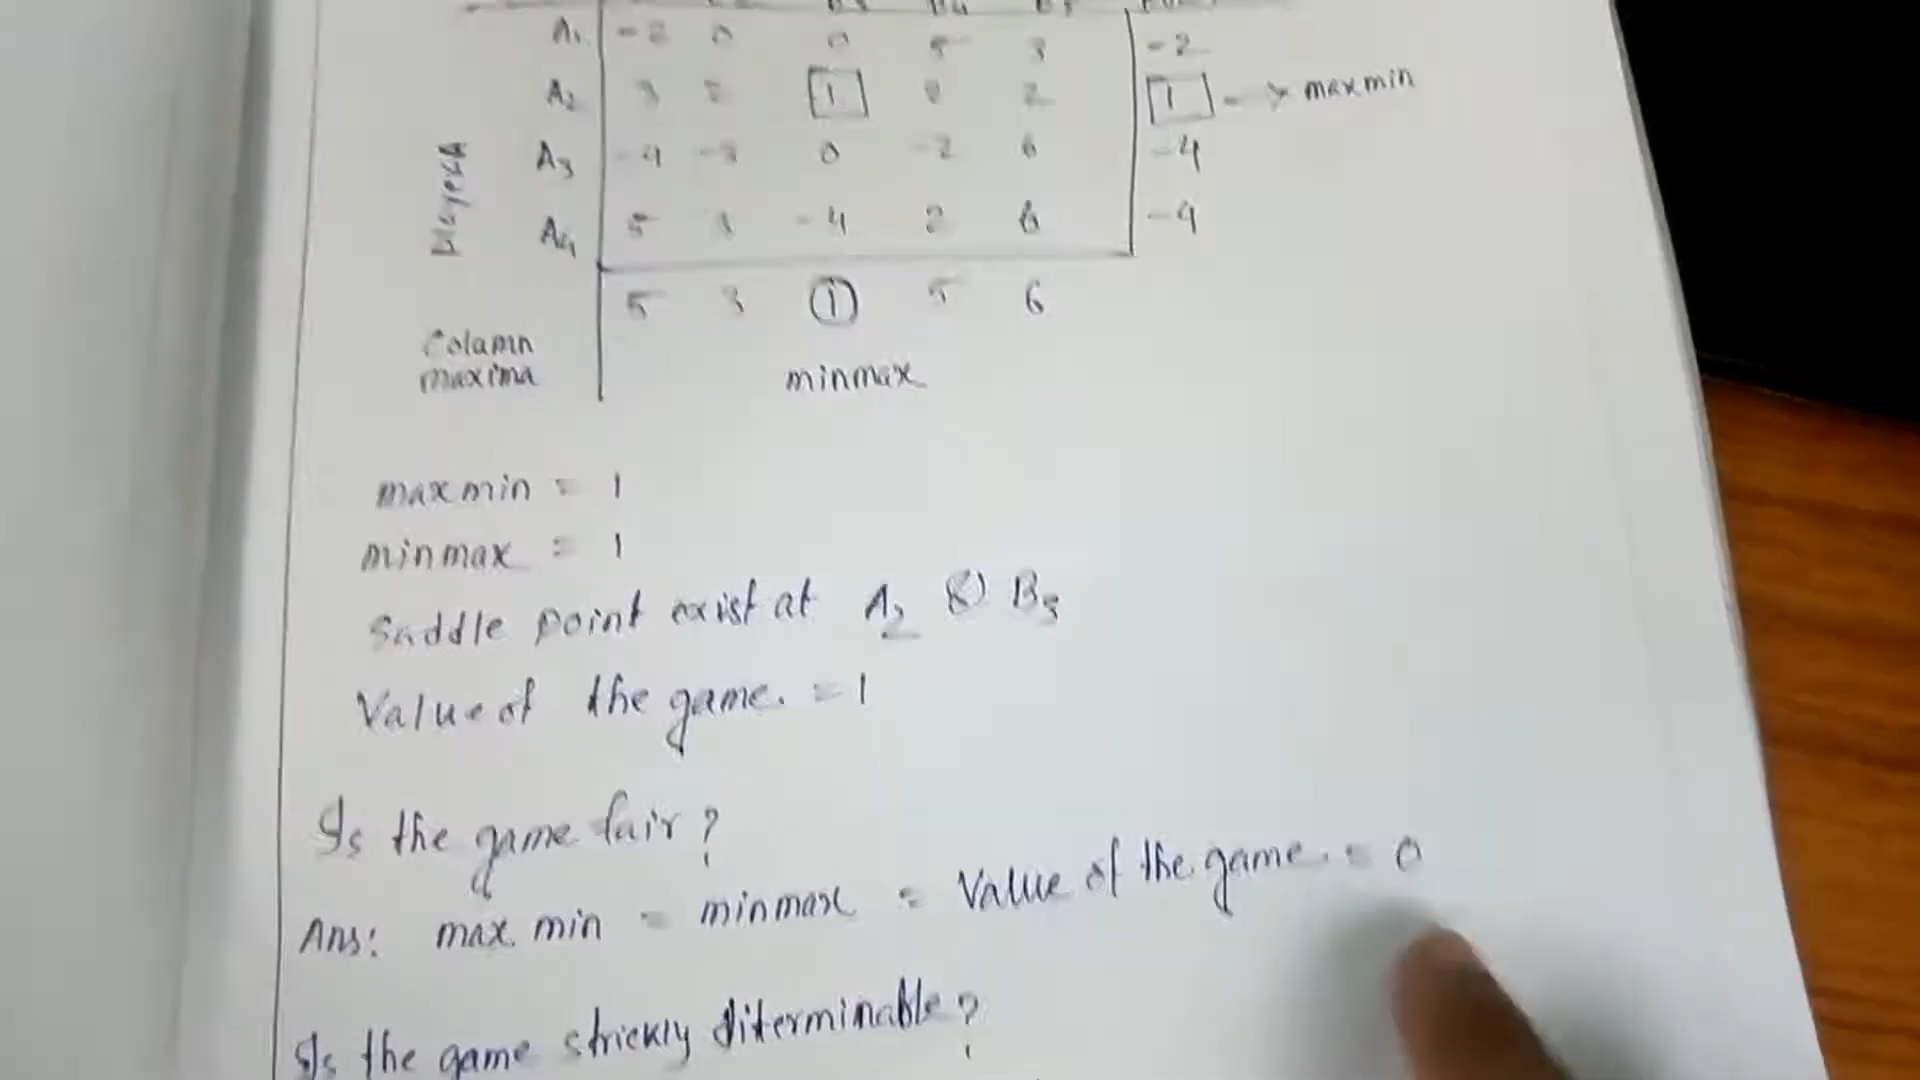 A1 -2 0 0 5 3 -2
A2 3 2 1 2 2 1 -> maxmin
Player A
A3 -4 -3 0 -2 6 -4
A4 5 3 -4 2 6 -4
5 3 1 5 6
Colamn
maxima
minmax
maxmin = 1
minmax = 1
Saddle point exist at A2 & B3
Value of the game. = 1
Is the game fair?
Ans: max min = minmax = Value of the game. = 0
Is the game strickly diterminable?